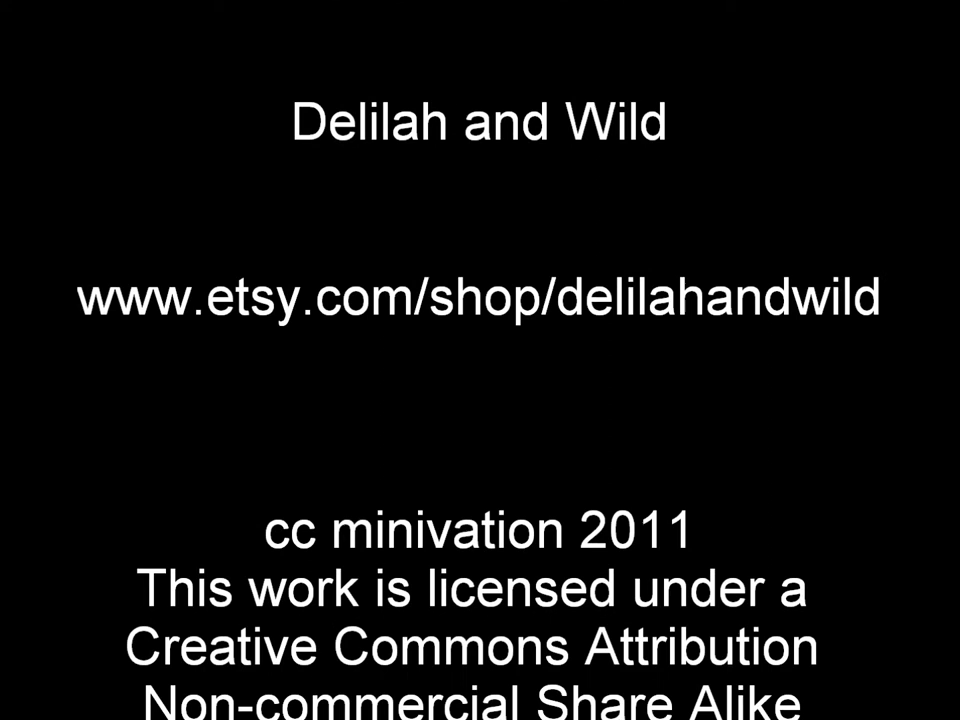 Delilah and Wild
www.etsy.com/shop/delilahandwild
cc minivation 2011
This work is licensed under a
Creative Commons Attribution
Non-commercial Share Alike